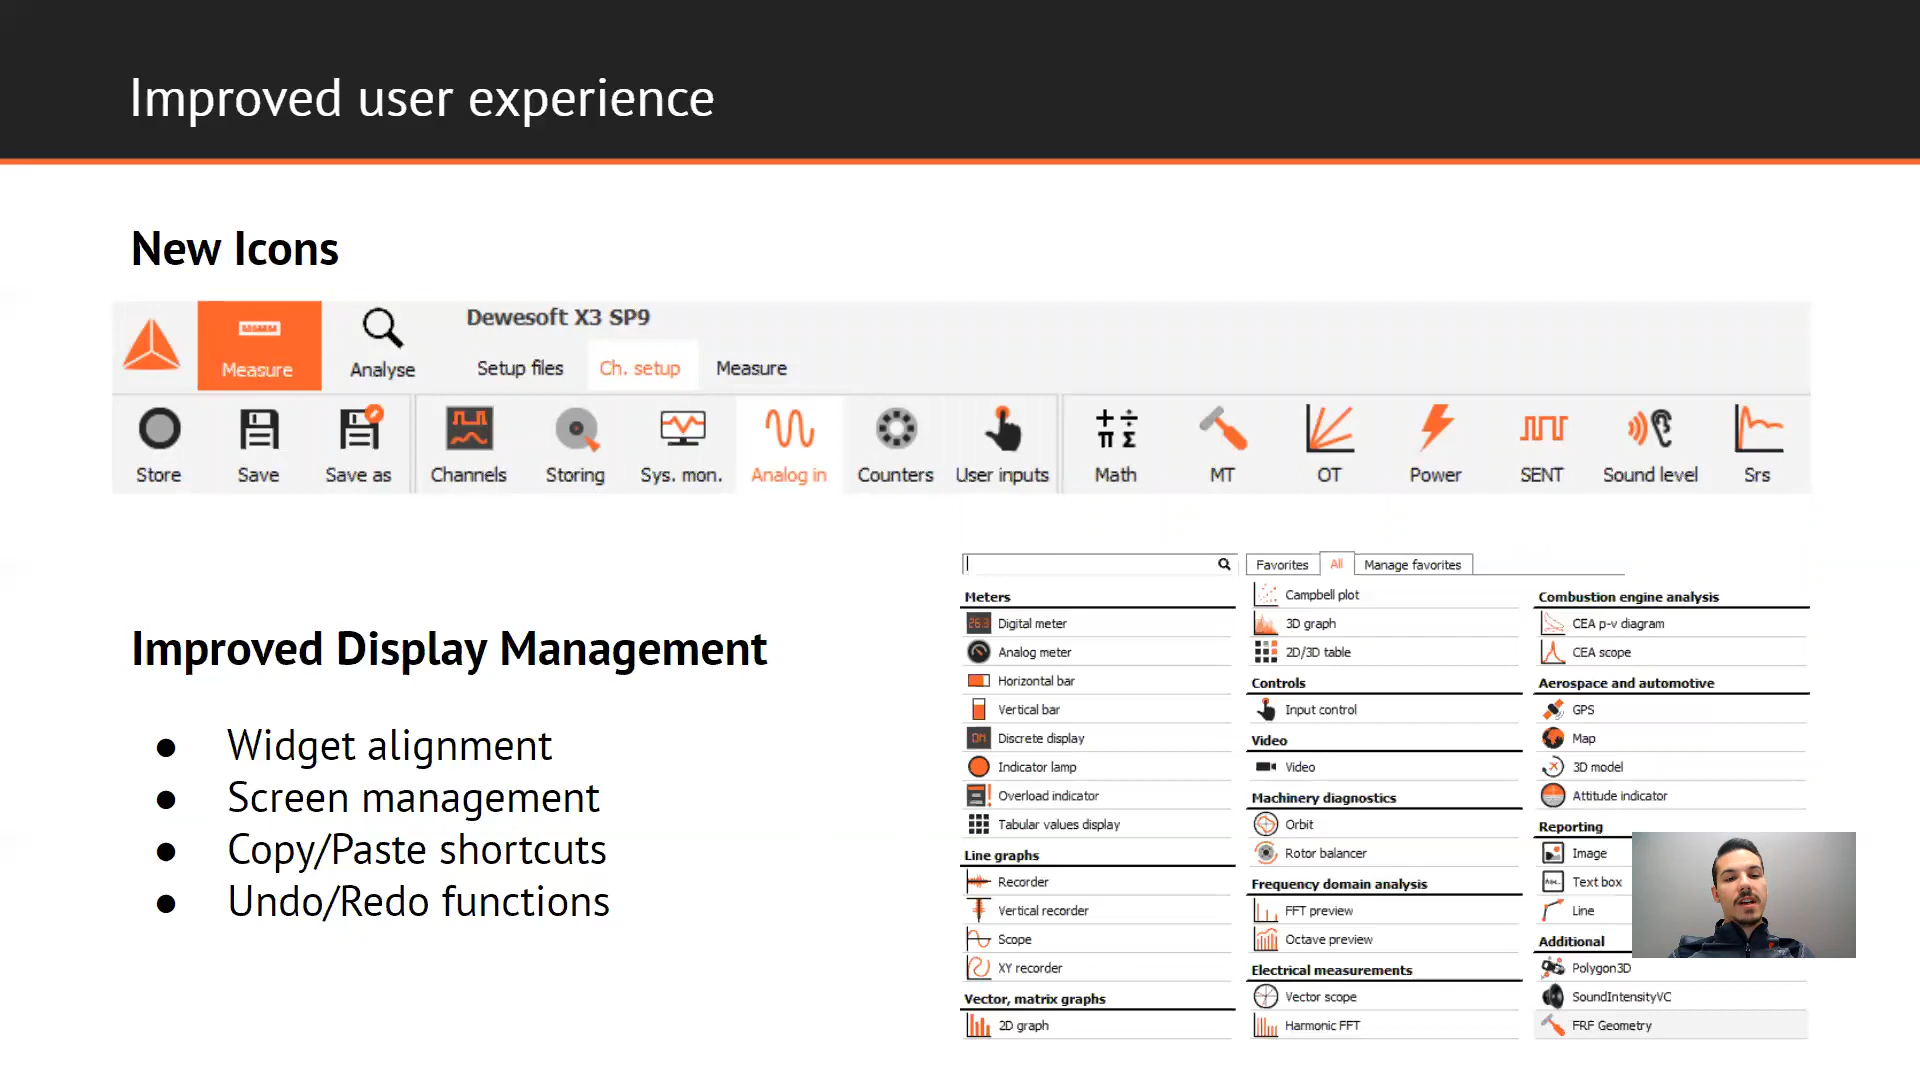 Improved user experience
New Icons
Dewesoft X3 SP9
Measure
Analyse
Setup files
Ch. setup
Measure
Store
Save
Save as
Channels
Storing
Sys. mon.
Analog in
Counters
User inputs
Math
MT
OT
Power
SENT
Sound level
Srs
Improved Display Management
● Widget alignment
● Screen management
● Copy/Paste shortcuts
● Undo/Redo functions
Favorites
All
Manage favorites
Meters
Digital meter
Analog meter
Horizontal bar
Vertical bar
Discrete display
Indicator lamp
Overload indicator
Tabular values display
Line graphs
Recorder
Vertical recorder
Scope
XY recorder
Vector, matrix graphs
2D graph
Campbell plot
3D graph
2D/3D table
Controls
Input control
Video
Video
Machinery diagnostics
Orbit
Rotor balancer
Frequency domain analysis
FFT preview
Octave preview
Electrical measurements
Vector scope
Harmonic FFT
Combustion engine analysis
CEA p-v diagram
CEA scope
Aerospace and automotive
GPS
Map
3D model
Attitude indicator
Reporting
Image
Text box
Line
Additional
Polygon3D
SoundIntensityVC
FRF Geometry